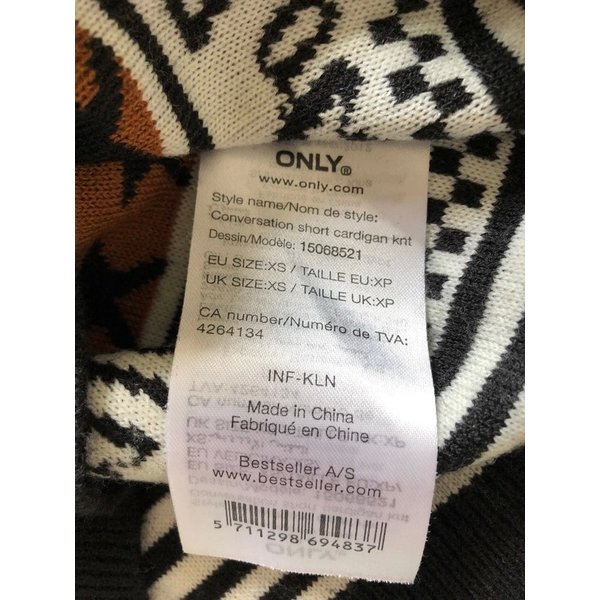 ONLY®
www.only.com
Style name/Nom de style:
Conversation short cardigan knt
Dessin/Modèle: 15068521
EU SIZE:XS / TAILLE EU:XP
UK SIZE:XS / TAILLE UK:XP
CA number/Numéro de TVA:
4264134
INF-KLN
Made in China
Fabriqué en Chine
Bestseller A/S
www.bestseller.com
5 711298 694837